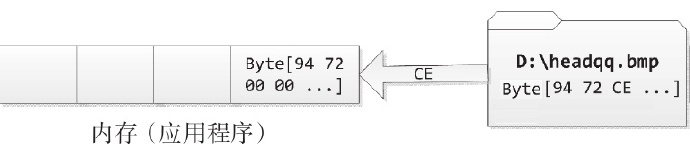 Byte[94 72
00 00 ...]
CE
D:\headqq.bmp
Byte[94 72 CE ...]
内存（应用程序）